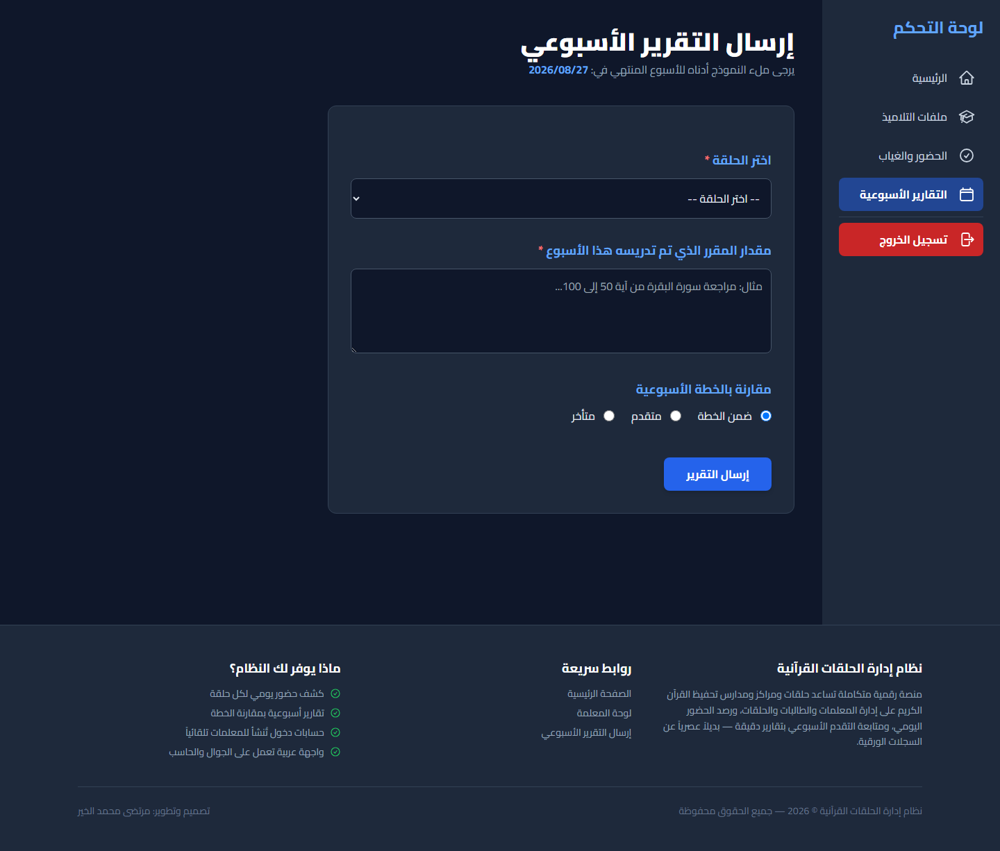 لوحة التحكم
الرئيسية
ملفات التلاميذ
الحضور والغياب
التقارير الأسبوعية
تسجيل الخروج
إرسال التقرير الأسبوعي
يرجى ملء النموذج أدناه للأسبوع المنتهي في: 2026/08/27
اختر الحلقة *
-- اختر الحلقة --
مقدار المقرر الذي تم تدريسه هذا الأسبوع *
مثال: مراجعة سورة البقرة من آية 50 إلى 100...
مقارنة بالخطة الأسبوعية
ضمن الخطة
متقدم
متأخر
إرسال التقرير
نظام إدارة الحلقات القرآنية
منصة رقمية متكاملة تساعد حلقات ومراكز ومدارس تحفيظ القرآن
الكريم على إدارة المعلمات والطالبات والحلقات، ورصد الحضور
اليومي، ومتابعة التقدم الأسبوعي بتقارير دقيقة — بديلاً عصرياً عن
السجلات الورقية.
روابط سريعة
الصفحة الرئيسية
لوحة المعلمة
إرسال التقرير الأسبوعي
ماذا يوفر لك النظام؟
كشف حضور يومي لكل حلقة
تقارير أسبوعية بمقارنة الخطة
حسابات دخول تُنشأ للمعلمات تلقائياً
واجهة عربية تعمل على الجوال والحاسب
نظام إدارة الحلقات القرآنية © 2026 — جميع الحقوق محفوظة
تصميم وتطوير: مرتضى محمد الخير